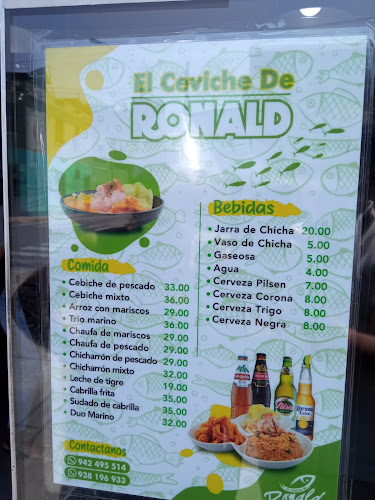 El Ceviche De
RONALD
Comida
• Cebiche de pescado 33.00
• Cebiche mixto 36.00
• Arroz con mariscos 29.00
• Trio marino 36.00
• Chaufa de mariscos 29.00
• Chaufa de pescado 29.00
• Chicharrón de pescado 29.00
• Chicharrón mixto 32.00
• Leche de tigre 19.00
• Cabrilla frita 35.00
• Sudado de cabrilla 35.00
• Duo Marino 32.00
Contactanos
942 495 514
938 196 933
Bebidas
• Jarra de Chicha 20.00
• Vaso de Chicha 5.00
• Gaseosa 5.00
• Agua 4.00
• Cerveza Pilsen 7.00
• Cerveza Corona 8.00
• Cerveza Trigo 8.00
• Cerveza Negra 8.00
Pilsen
Corona